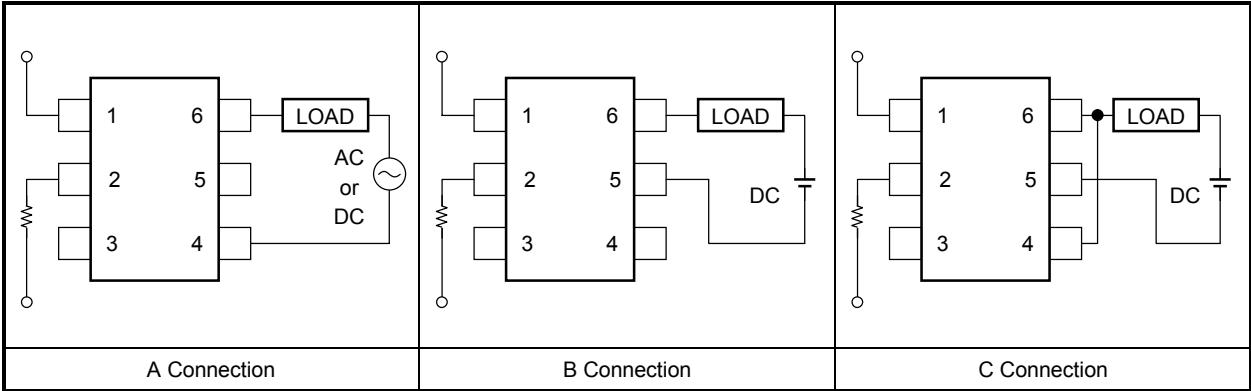 1 6 LOAD
2 5 AC
or
DC
3 4
A Connection
1 6 LOAD
2 5 DC
3 4
B Connection
1 6 LOAD
2 5 DC
3 4
C Connection